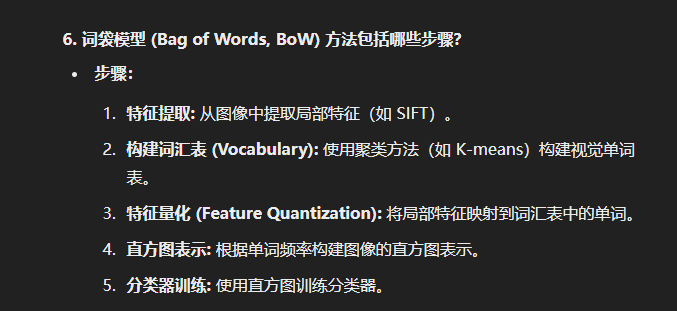 6. 词袋模型 (Bag of Words, BoW) 方法包括哪些步骤?
• 步骤:
1. 特征提取: 从图像中提取局部特征（如 SIFT）。
2. 构建词汇表 (Vocabulary): 使用聚类方法（如 K-means）构建视觉单词
表。
3. 特征量化 (Feature Quantization): 将局部特征映射到词汇表中的单词。
4. 直方图表示: 根据单词频率构建图像的直方图表示。
5. 分类器训练: 使用直方图训练分类器。